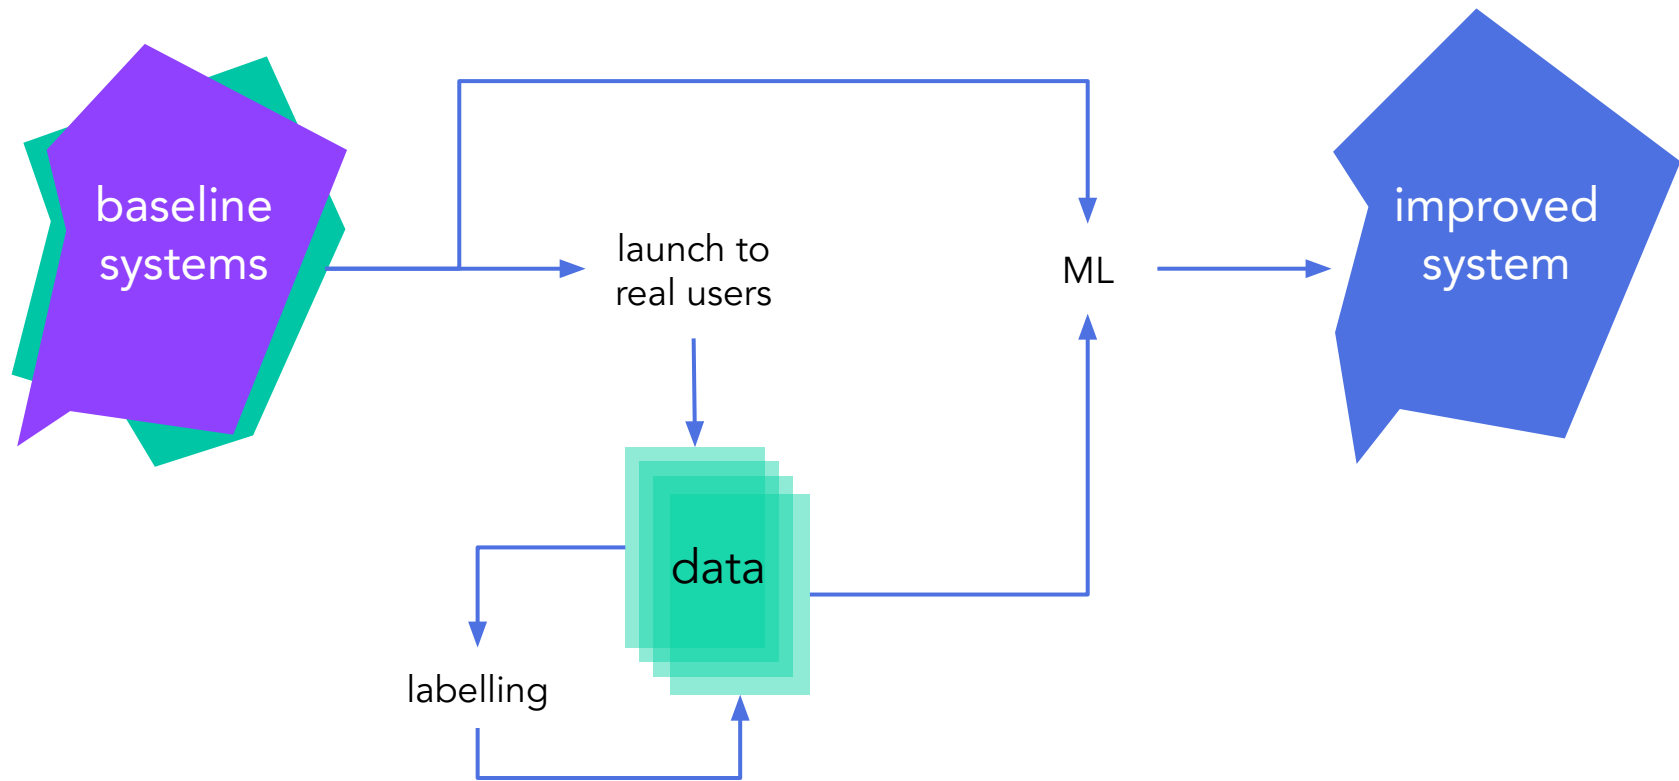 baseline
systems
launch to
real users
ML
improved
system
data
labelling